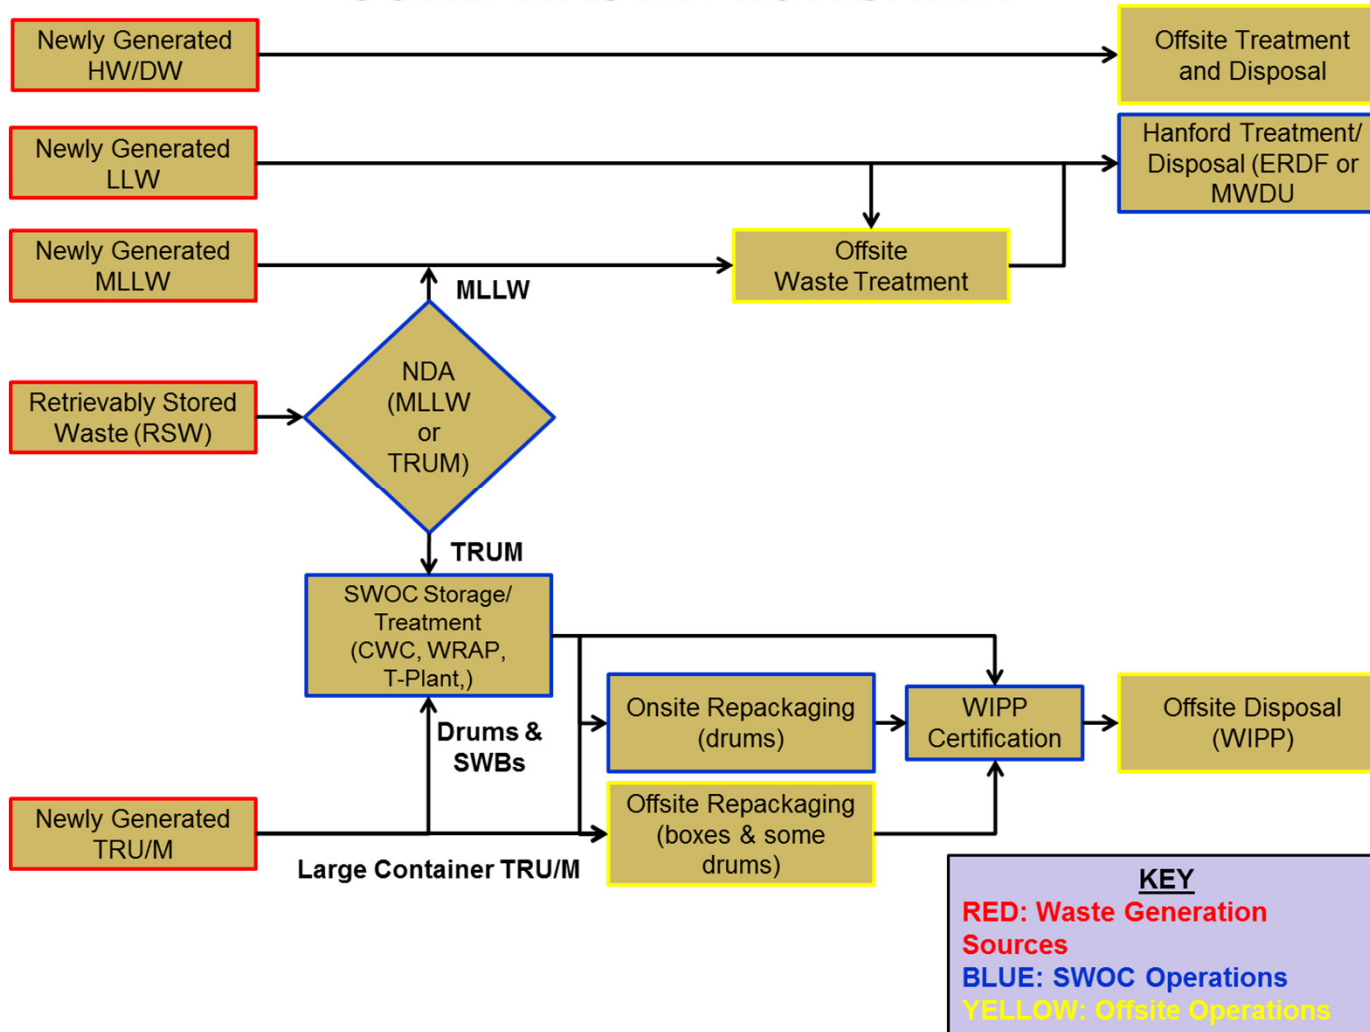 Newly Generated
HW/DW
Offsite Treatment
and Disposal
Newly Generated
LLW
Hanford Treatment/
Disposal (ERDF or
MWDU
Newly Generated
MLLW
Offsite
Waste Treatment
MLLW
Retrievably Stored
Waste (RSW)
NDA
(MLLW
or
TRUM)
TRUM
SWOC Storage/
Treatment
(CWC, WRAP,
T-Plant,)
Drums &
SWBs
Onsite Repackaging
(drums)
WIPP
Certification
Offsite Disposal
(WIPP)
Newly Generated
TRU/M
Large Container TRU/M
Offsite Repackaging
(boxes & some
drums)
KEY
RED: Waste Generation
Sources
BLUE: SWOC Operations
YELLOW: Offsite Operations